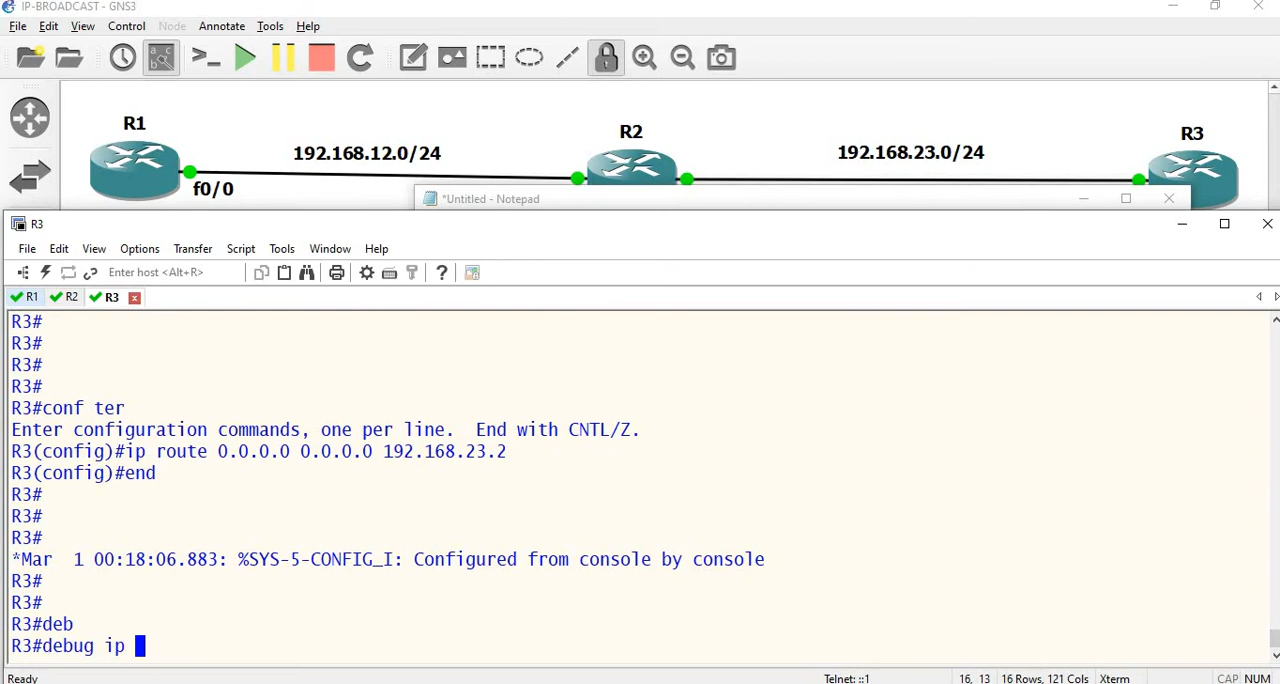 IP-BROADCAST - GNS3
File Edit View Control Node Annotate Tools Help
R1
R2
R3
192.168.12.0/24
192.168.23.0/24
f0/0
*Untitled - Notepad
R3
File Edit View Options Transfer Script Tools Window Help
Enter host <Alt+R>
R1 R2 R3
R3#
R3#
R3#
R3#
R3#conf ter
Enter configuration commands, one per line.  End with CNTL/Z.
R3(config)#ip route 0.0.0.0 0.0.0.0 192.168.23.2
R3(config)#end
R3#
R3#
R3#
*Mar  1 00:18:06.883: %SYS-5-CONFIG_I: Configured from console by console
R3#
R3#
R3#deb
R3#debug ip
Ready Telnet: ::1 16, 13 16 Rows, 121 Cols Xterm CAP NUM